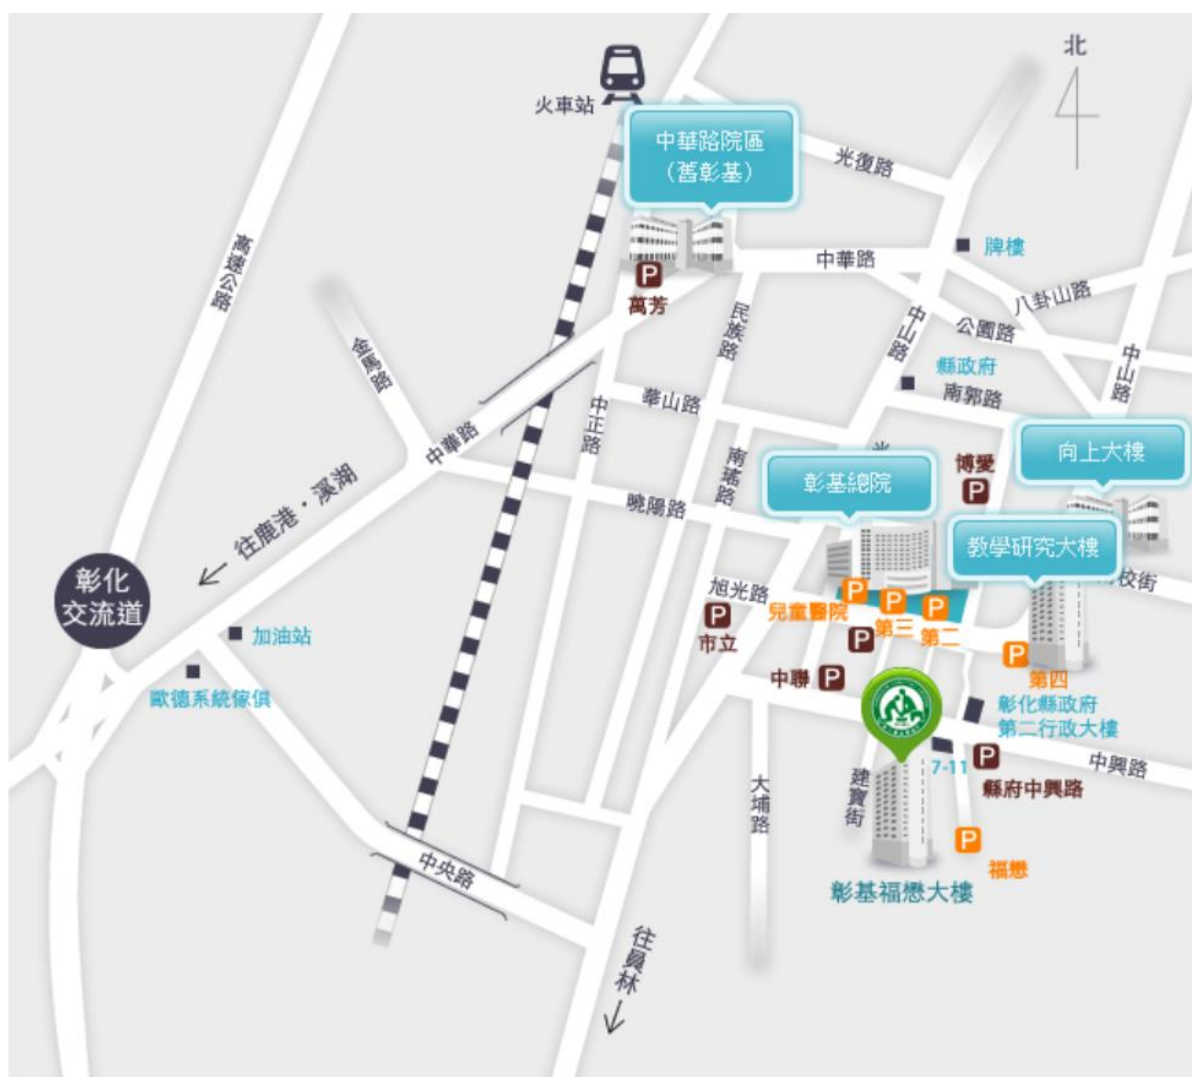 北
火車站
中華路院區
(舊彰基)
光復路
牌樓
中華路
高速公路
萬芳
民族路
八卦山路
公園路
中山路
中山路
金馬路
縣政府
南郭路
華山路
中正路
中華路
南瑤路
光
博愛
向上大樓
彰基總院
往鹿港・溪湖
曉陽路
教學研究大樓
校街
彰化
交流道
旭光路
兒童醫院
第三
第二
市立
加油站
中聯
第四
歐德系統傢俱
彰化縣政府
第二行政大樓
7-11
中興路
縣府中興路
大埔路
建寶街
中央路
福懋
彰基福懋大樓
往員林
P
P
P
P
P
P
P
P
P
P
P